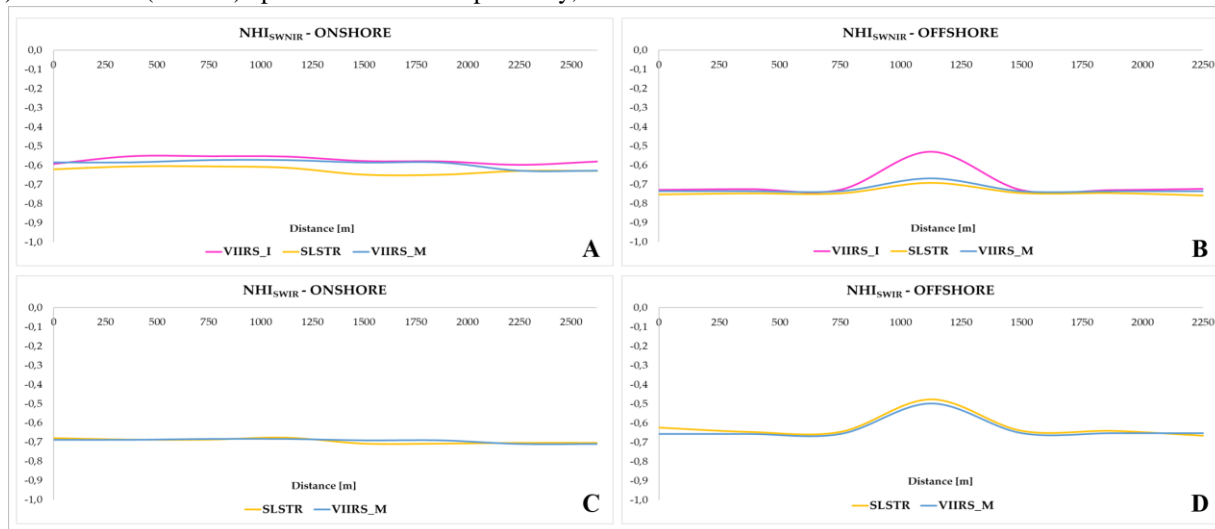 NHI_SWNIR - ONSHORE
0,0
-0,1
-0,2
-0,3
-0,4
-0,5
-0,6
-0,7
-0,8
-0,9
-1,0
0 250 500 750 1000 1250 1500 1750 2000 2250 2500
Distance [m]
VIIRS_I SLSTR VIIRS_M
A
NHI_SWNIR - OFFSHORE
0,0
-0,1
-0,2
-0,3
-0,4
-0,5
-0,6
-0,7
-0,8
-0,9
-1,0
0 250 500 750 1000 1250 1500 1750 2000 2250
Distance [m]
VIIRS_I SLSTR VIIRS_M
B
NHI_SWIR - ONSHORE
0,0
-0,1
-0,2
-0,3
-0,4
-0,5
-0,6
-0,7
-0,8
-0,9
-1,0
0 250 500 750 1000 1250 1500 1750 2000 2250 2500
Distance [m]
SLSTR VIIRS_M
C
NHI_SWIR - OFFSHORE
0,0
-0,1
-0,2
-0,3
-0,4
-0,5
-0,6
-0,7
-0,8
-0,9
-1,0
0 250 500 750 1000 1250 1500 1750 2000 2250
Distance [m]
SLSTR VIIRS_M
D